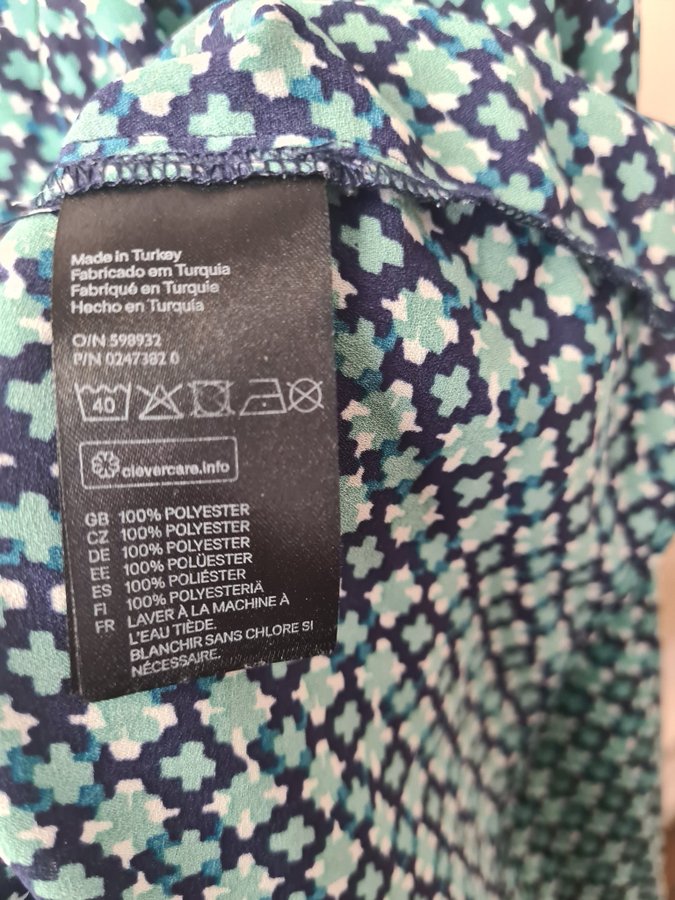 Made in Turkey
Fabricado em Turquia
Fabriqué en Turquie
Hecho en Turquía
O/N 598932
P/N 0247382 0
40
clevercare.info
GB 100% POLYESTER
CZ 100% POLYESTER
DE 100% POLYESTER
EE 100% POLÜESTER
ES 100% POLIÉSTER
FI 100% POLYESTERIÄ
FR LAVER À LA MACHINE À
L'EAU TIÈDE.
BLANCHIR SANS CHLORE SI
NÉCESSAIRE.